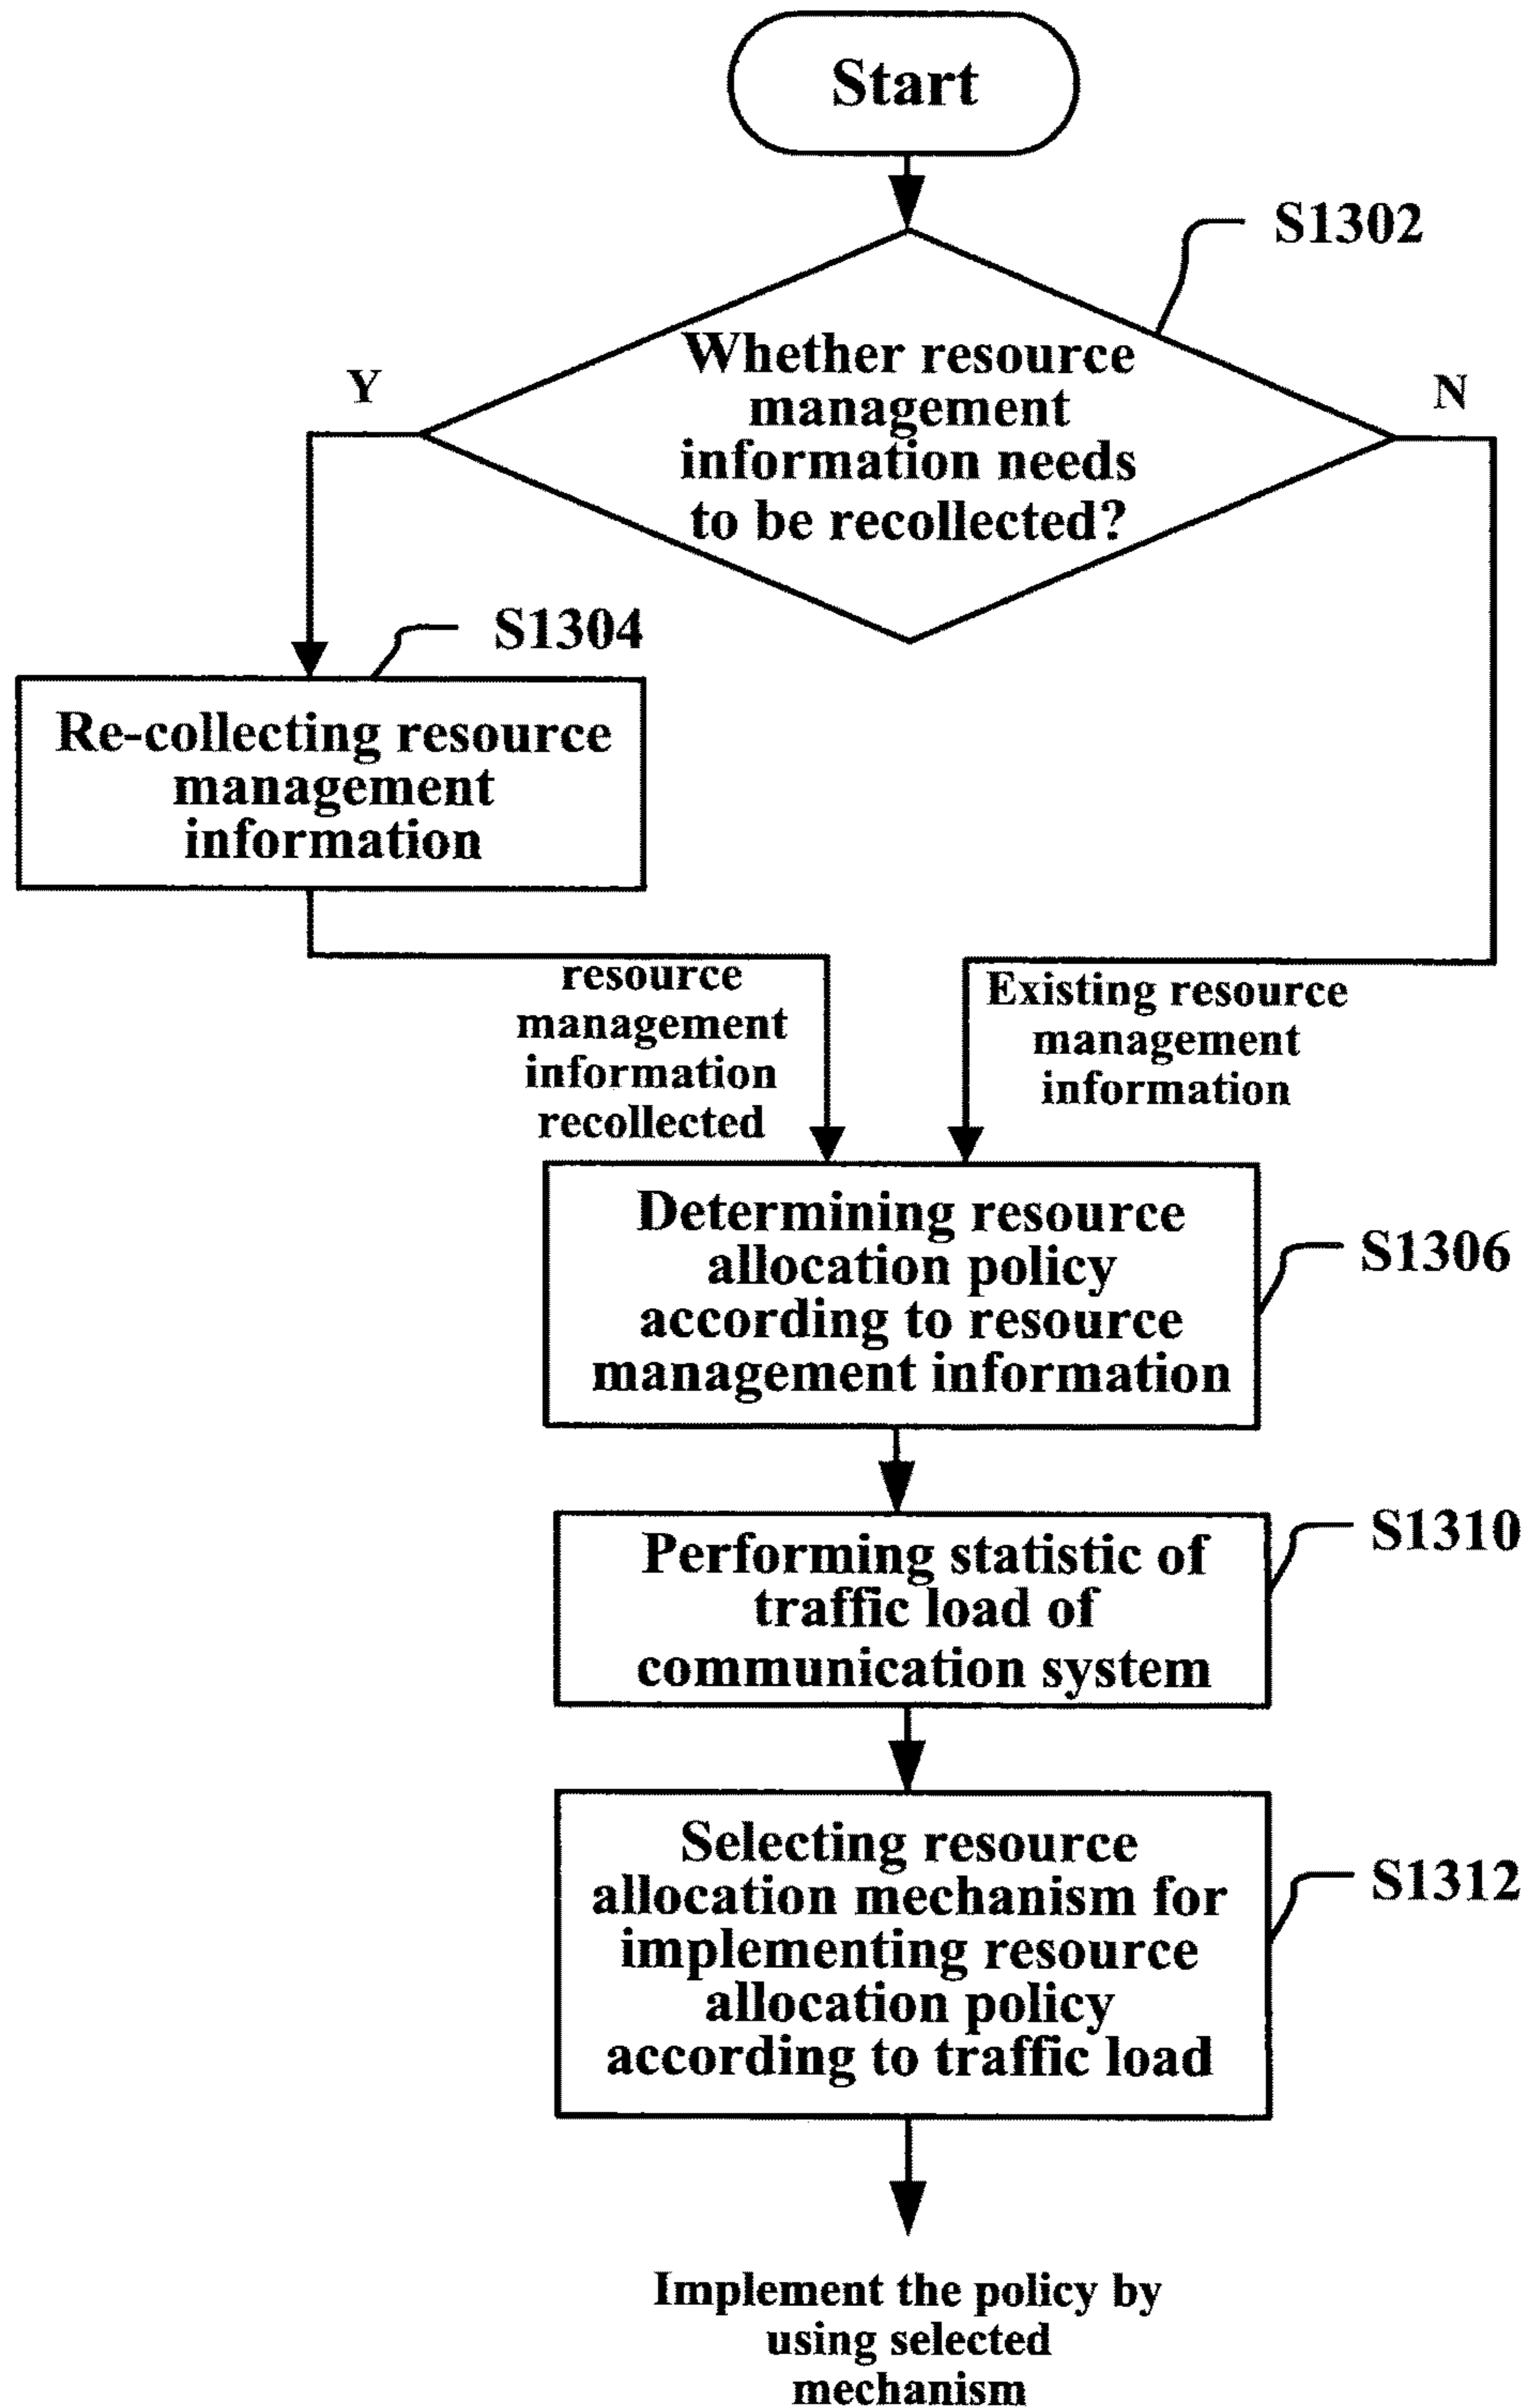 Start
S1302
Whether resource
management
information needs
to be recollected?
Y
N
S1304
Re-collecting resource
management
information
resource
management
information
recollected
Existing resource
management
information
Determining resource
allocation policy
according to resource
management information
S1306
Performing statistic of
traffic load of
communication system
S1310
Selecting resource
allocation mechanism for
implementing resource
allocation policy
according to traffic load
S1312
Implement the policy by
using selected
mechanism